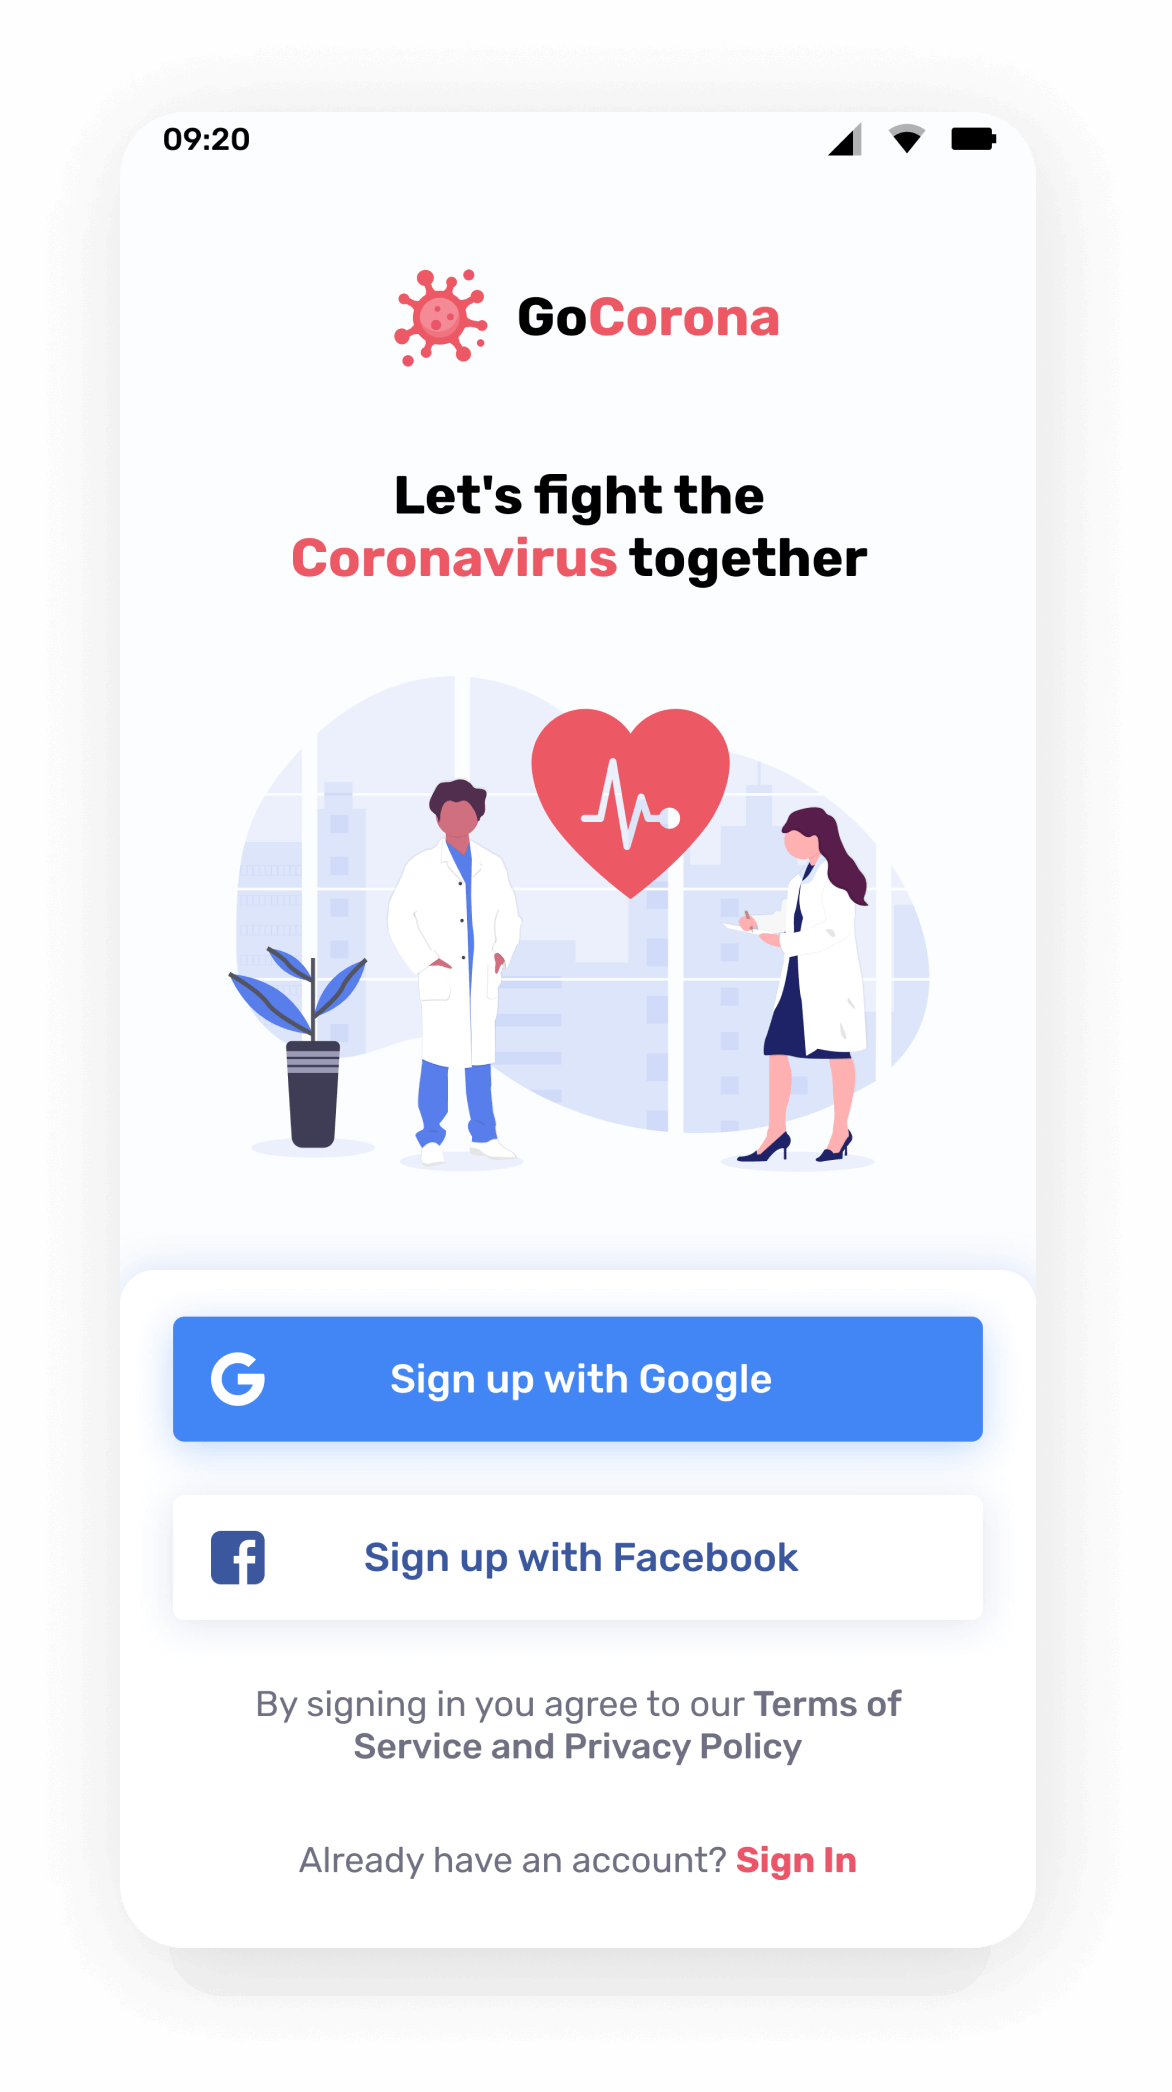 09:20
GoCorona
Let's fight the
Coronavirus together
Sign up with Google
Sign up with Facebook
By signing in you agree to our Terms of
Service and Privacy Policy
Already have an account? Sign In